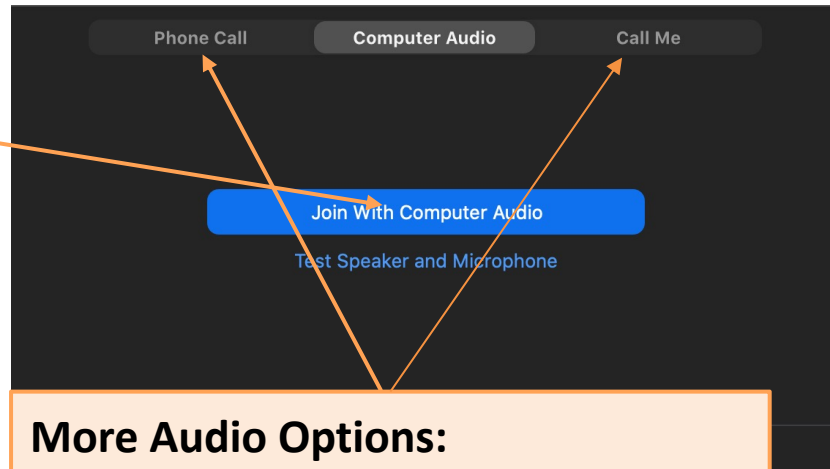 Phone Call Computer Audio Call Me
Join With Computer Audio
Test Speaker and Microphone
More Audio Options: